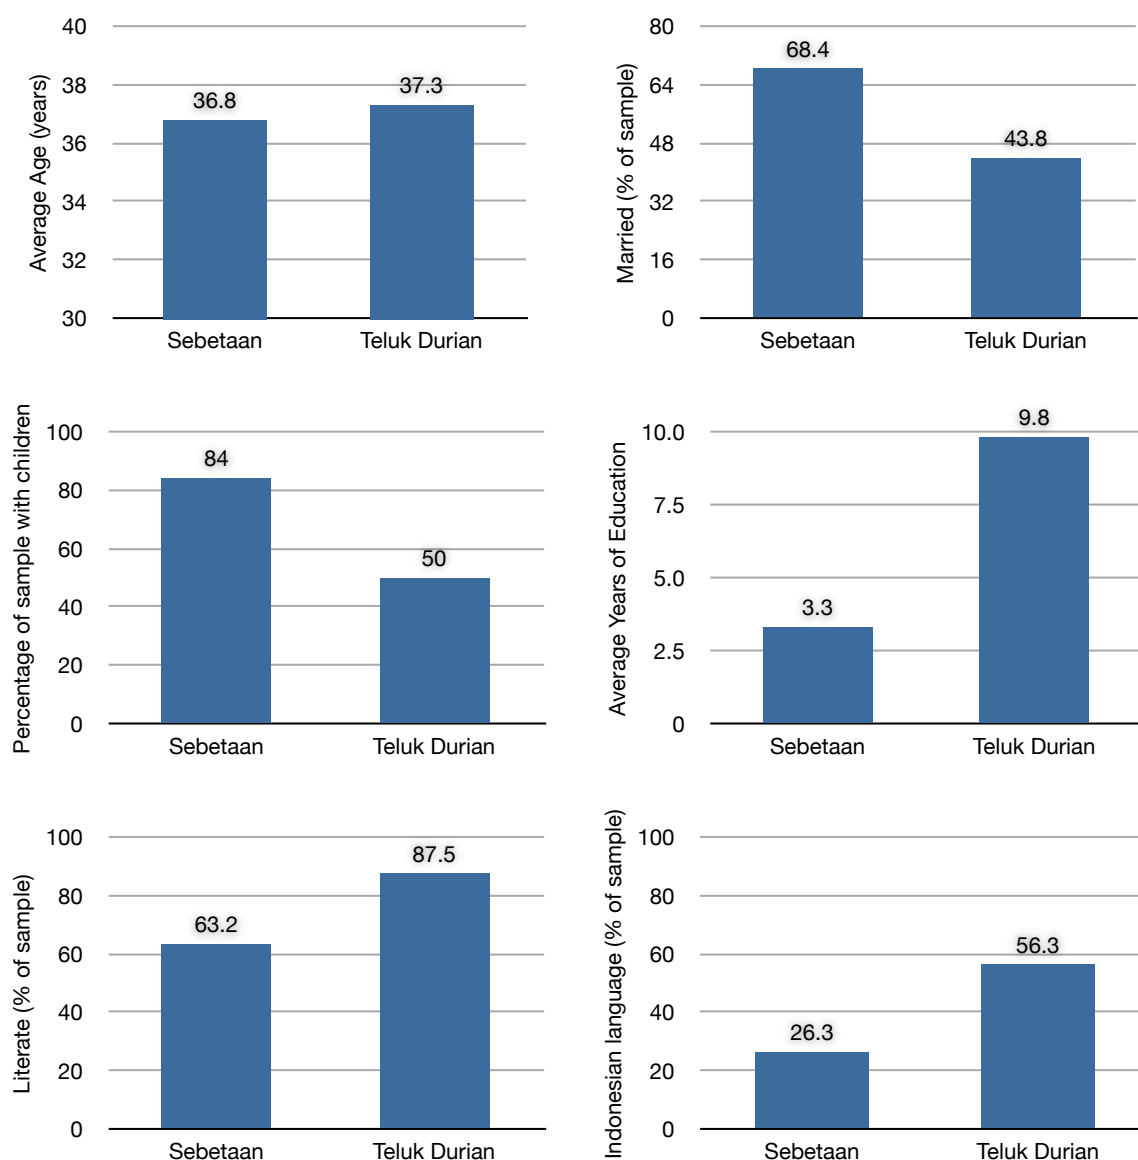 Average Age (years)
40
38
36
34
32
30
36.8
37.3
Sebetaan
Teluk Durian
Married (% of sample)
80
64
48
32
16
0
68.4
43.8
Sebetaan
Teluk Durian
Percentage of sample with children
100
80
60
40
20
0
84
50
Sebetaan
Teluk Durian
Average Years of Education
10.0
7.5
5.0
2.5
0
3.3
9.8
Sebetaan
Teluk Durian
Literate (% of sample)
100
80
60
40
20
0
63.2
87.5
Sebetaan
Teluk Durian
Indonesian language (% of sample)
100
80
60
40
20
0
26.3
56.3
Sebetaan
Teluk Durian